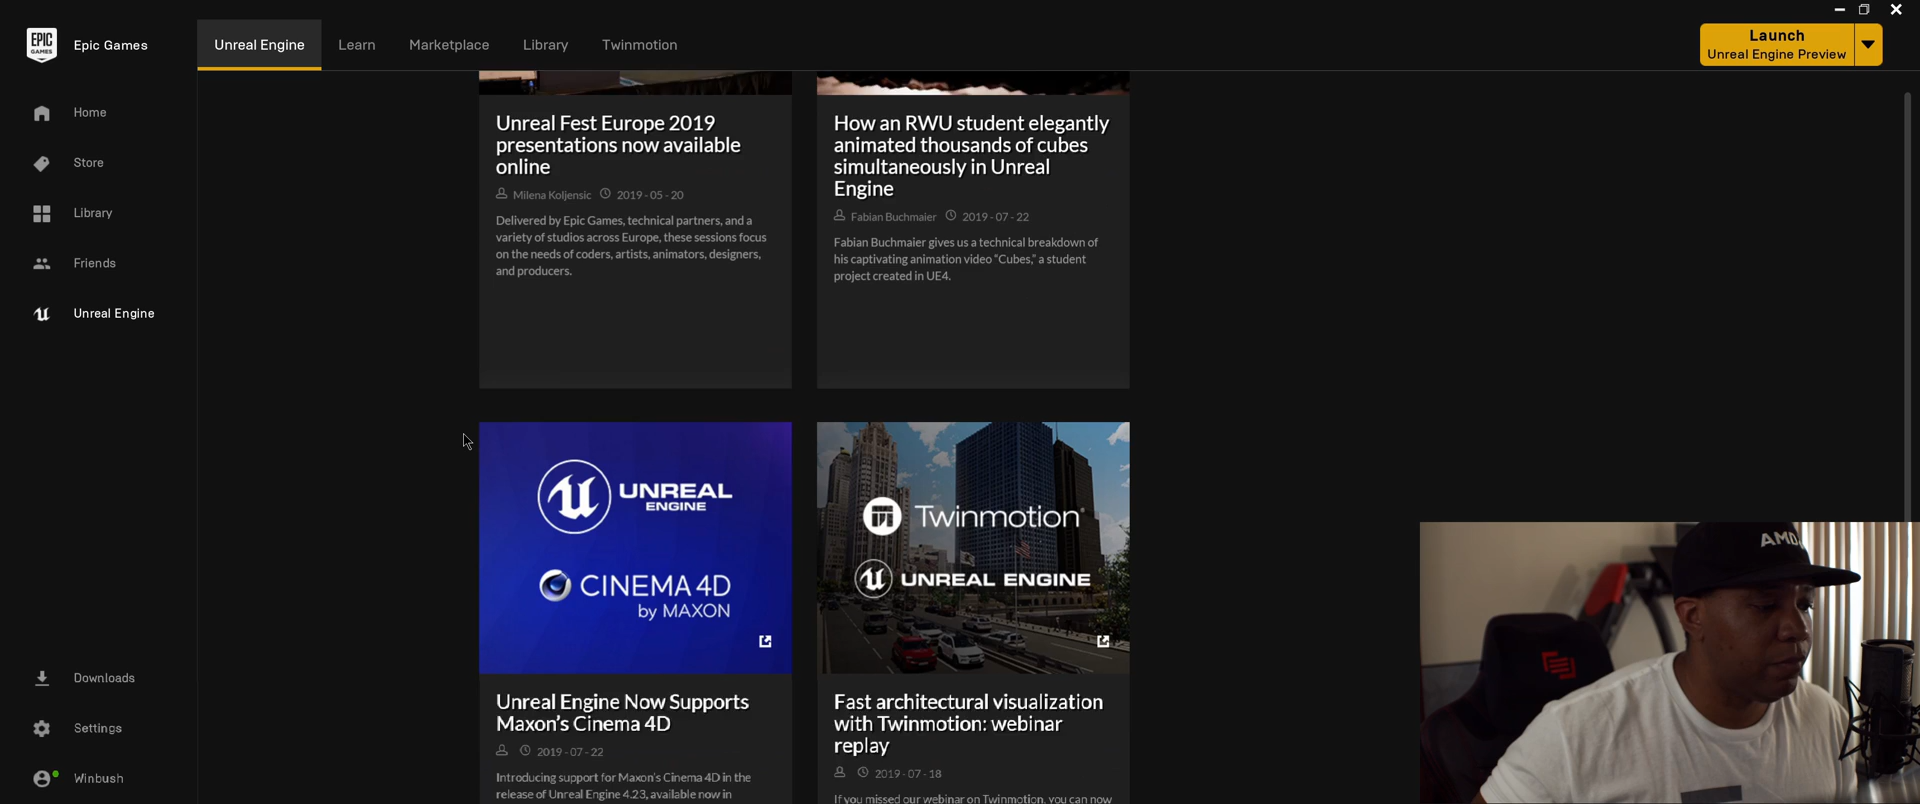 EPIC
GAMES
Epic Games
Unreal Engine
Learn
Marketplace
Library
Twinmotion
Launch
Unreal Engine Preview
Home
Store
Library
Friends
Unreal Engine
Downloads
Settings
Winbush
Unreal Fest Europe 2019
presentations now available
online
Milena Koljensic 2019-05-20
Delivered by Epic Games, technical partners, and a
variety of studios across Europe, these sessions focus
on the needs of coders, artists, animators, designers,
and producers.
How an RWU student elegantly
animated thousands of cubes
simultaneously in Unreal
Engine
Fabian Buchmaier 2019-07-22
Fabian Buchmaier gives us a technical breakdown of
his captivating animation video "Cubes," a student
project created in UE4.
UNREAL
ENGINE
CINEMA 4D
by MAXON
Unreal Engine Now Supports
Maxon's Cinema 4D
2019-07-22
Introducing support for Maxon's Cinema 4D in the
release of Unreal Engine 4.23, available now in
Twinmotion
UNREAL ENGINE
Fast architectural visualization
with Twinmotion: webinar
replay
2019-07-18
If you missed our webinar on Twinmotion, you can now
AMD